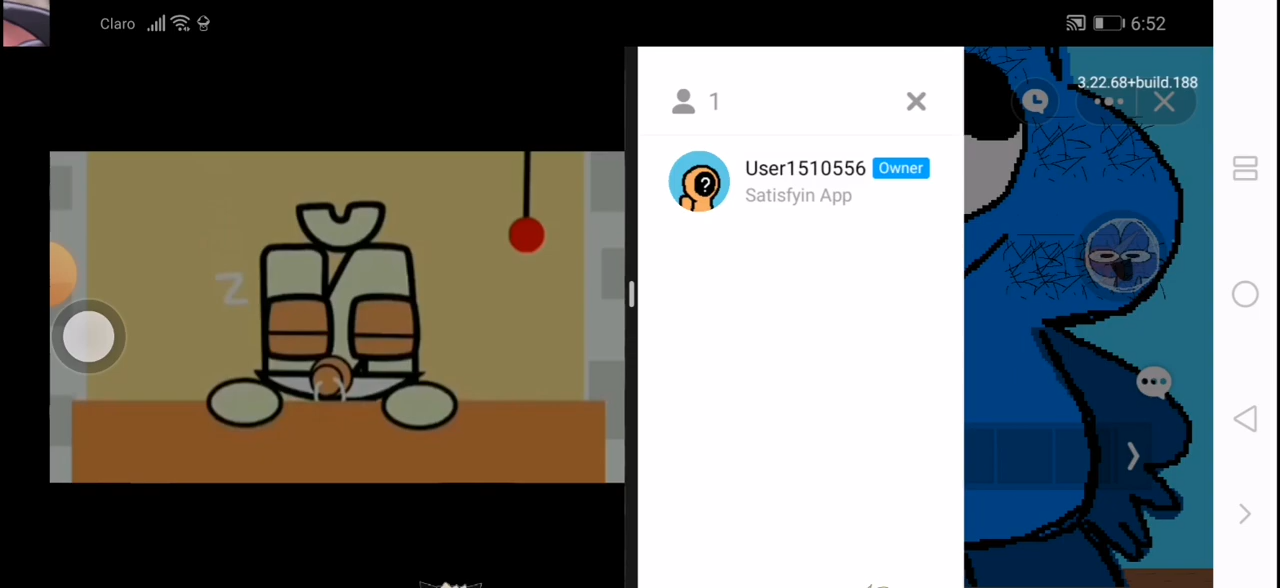 Claro
6:52
3.22.68+build.188
1
User1510556 Owner
Satisfyin App
?
Z